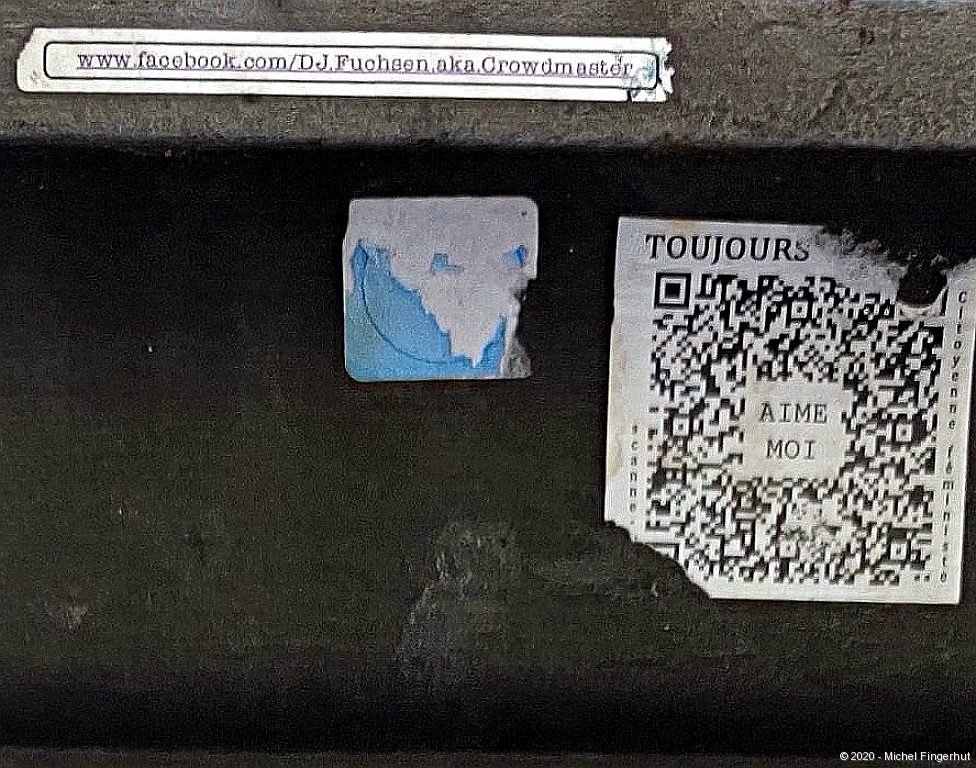 www.facebook.com/DJ.Fuchsen.aka.Crowdmaster
TOUJOURS
AIME
MOI
scanne
Citoyenne féministe
© 2020 - Michel Fingerhut